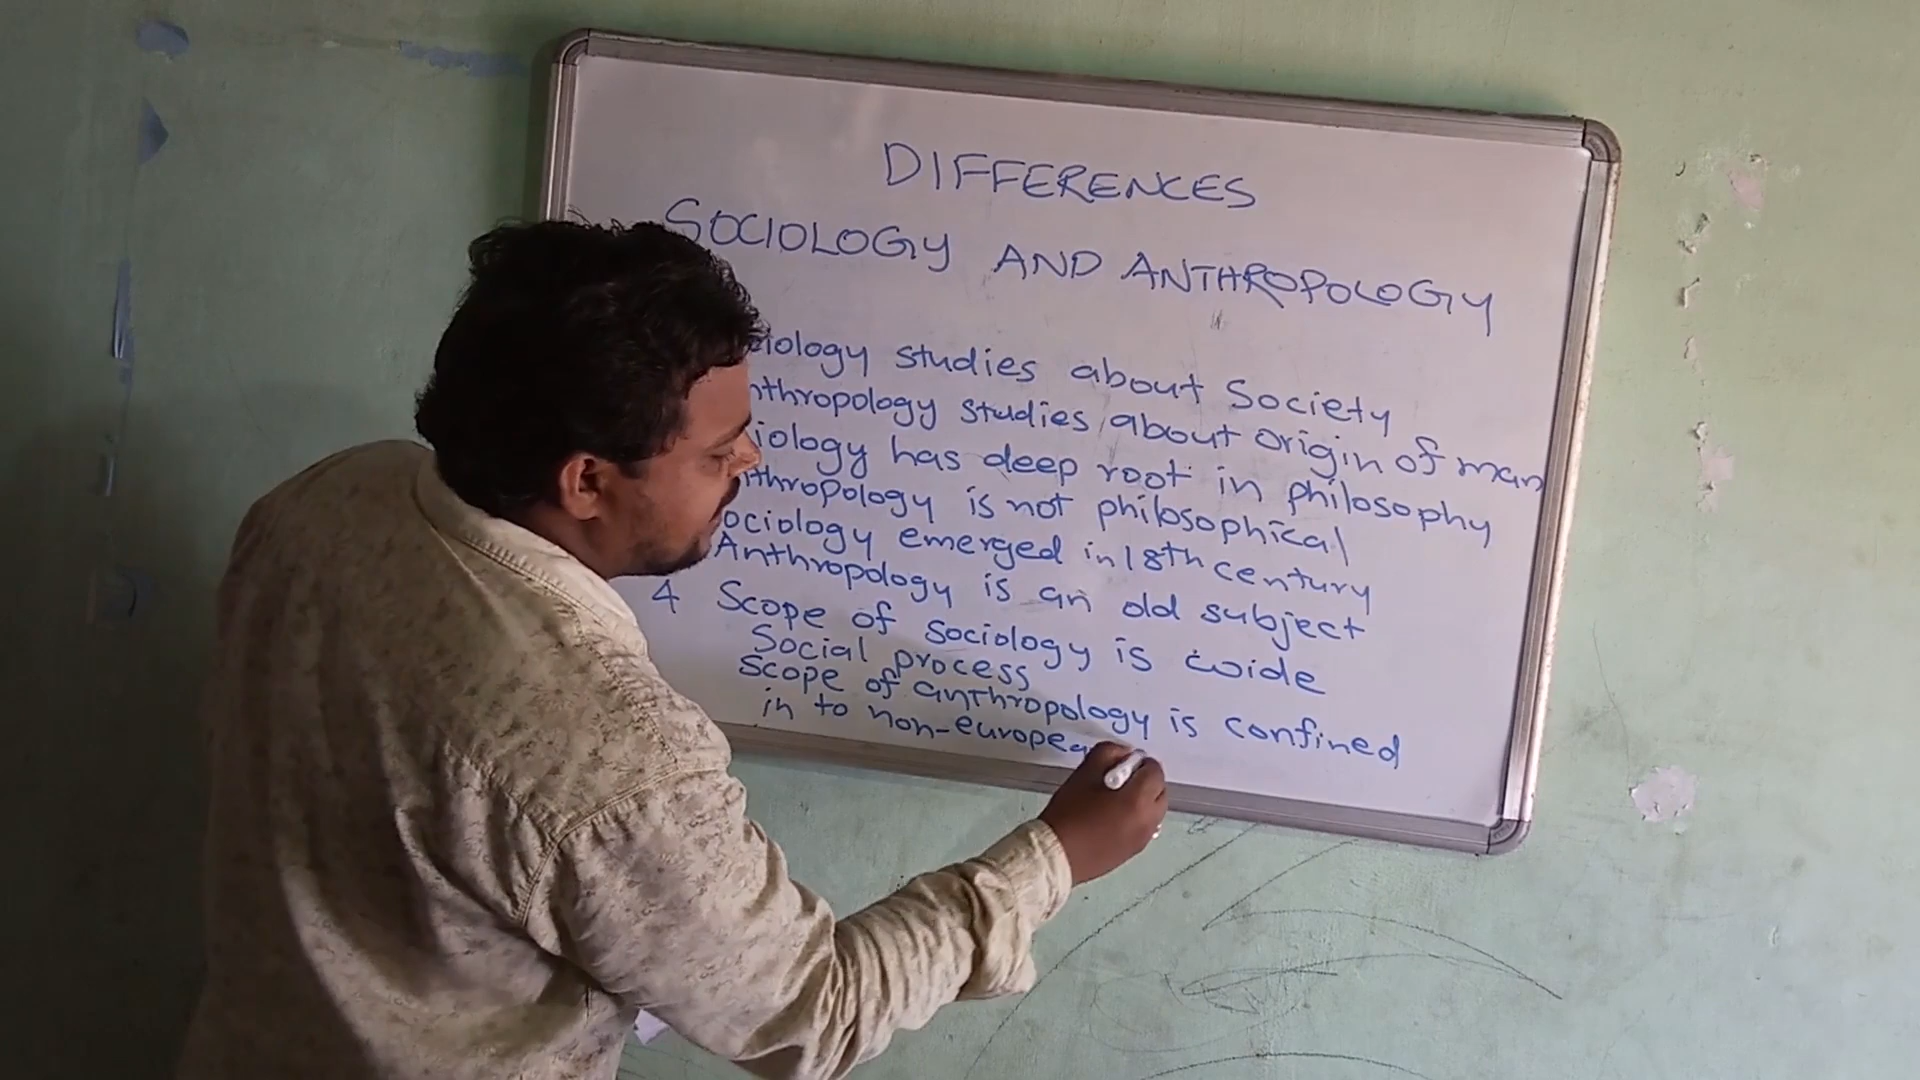 DIFFERENCES
SOCIOLOGY AND ANTHROPOLOGY
ciology studies about Society
nthropology studies about origin of man
iology has deep root in philosophy
nthropology is not philosophical
ociology emerged in 18th century
Anthropology is an old subject
4 Scope of sociology is wide
Social process
Scope of anthropology is confined
in to non-europea